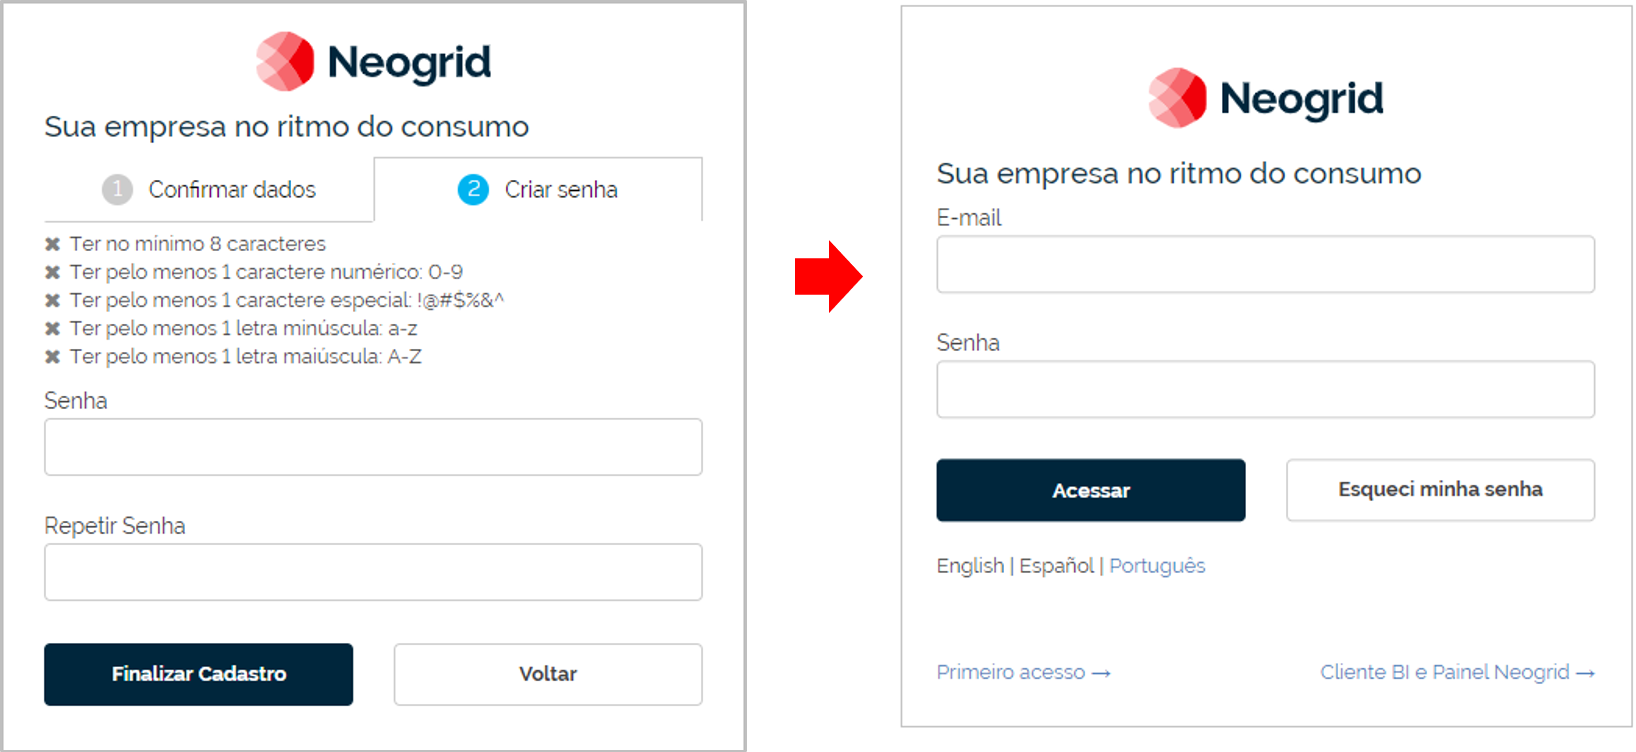 Neogrid
Sua empresa no ritmo do consumo
1 Confirmar dados
2 Criar senha
✖ Ter no mínimo 8 caracteres
✖ Ter pelo menos 1 caractere numérico: 0-9
✖ Ter pelo menos 1 caractere especial: !@#$%&^
✖ Ter pelo menos 1 letra minúscula: a-z
✖ Ter pelo menos 1 letra maiúscula: A-Z
Senha
Repetir Senha
Finalizar Cadastro
Voltar
Neogrid
Sua empresa no ritmo do consumo
E-mail
Senha
Acessar
Esqueci minha senha
English | Español | Português
Primeiro acesso →
Cliente BI e Painel Neogrid →